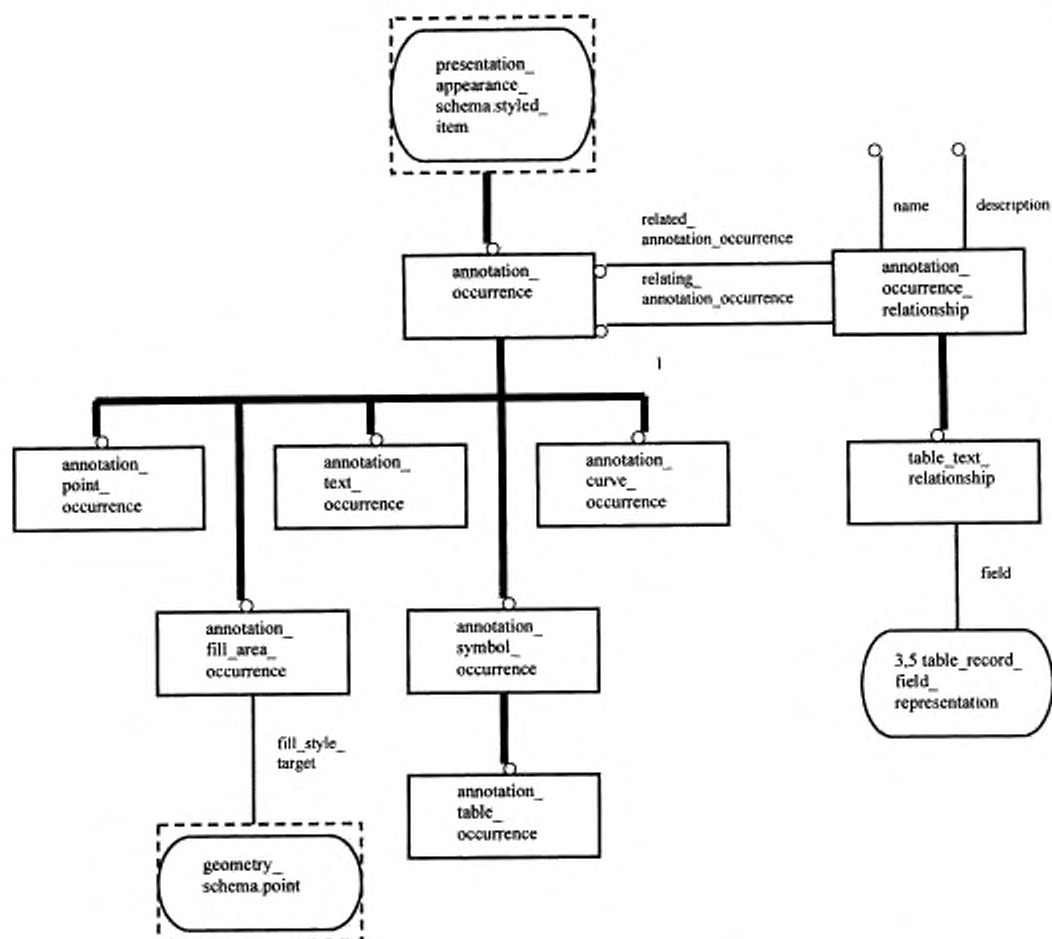 presentation_
appearance_
schema.styled_
item
name
description
related_
annotation_occurrence
annotation_
occurrence
relating_
annotation_occurrence
annotation_
occurrence_
relationship
1
annotation_
point_
occurrence
annotation_
text_
occurrence
annotation_
curve_
occurrence
table_text_
relationship
field
annotation_
fill_area_
occurrence
annotation_
symbol_
occurrence
3,5 table_record_
field_
representation
fill_style_
target
annotation_
table_
occurrence
geometry_
schema.point